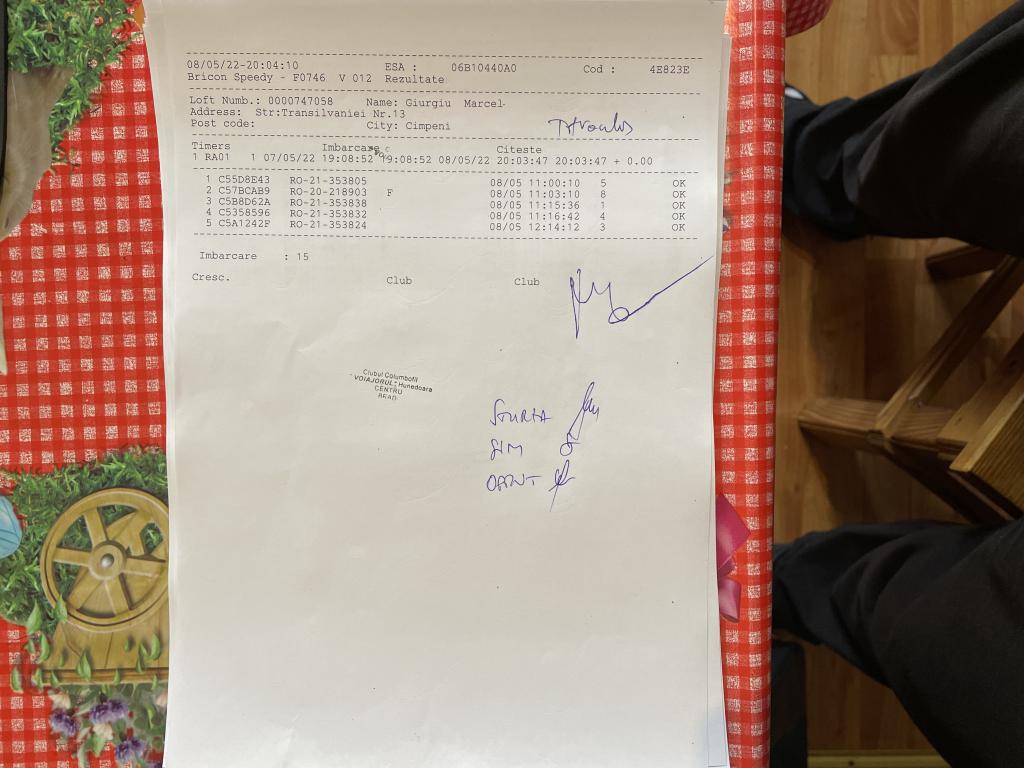 08/05/22-20:04:10 ESA : 06B10440A0 Cod : 4E823E
Bricon Speedy - F0746 V 012 Rezultate
Loft Numb.: 0000747058 Name: Giurgiu Marcel
Address: Str:Transilvaniei Nr.13
Post code: City: Cimpeni
Timers Imbarcare Citeste
1 RA01 1 07/05/22 19:08:52 19:08:52 08/05/22 20:03:47 20:03:47 + 0.00
1 C55D8E43 RO-21-353805 08/05 11:00:10 5 OK
2 C57BCAB9 RO-20-218903 F 08/05 11:03:10 8 OK
3 C5B8D62A RO-21-353838 08/05 11:15:36 1 OK
4 C5358596 RO-21-353832 08/05 11:16:42 4 OK
5 C5A1242F RO-21-353824 08/05 12:14:12 3 OK
Imbarcare : 15
Cresc. Club Club
Clubul Columbofil
"VOIAJORUL" Hunedoara
CENTRU
BRAD